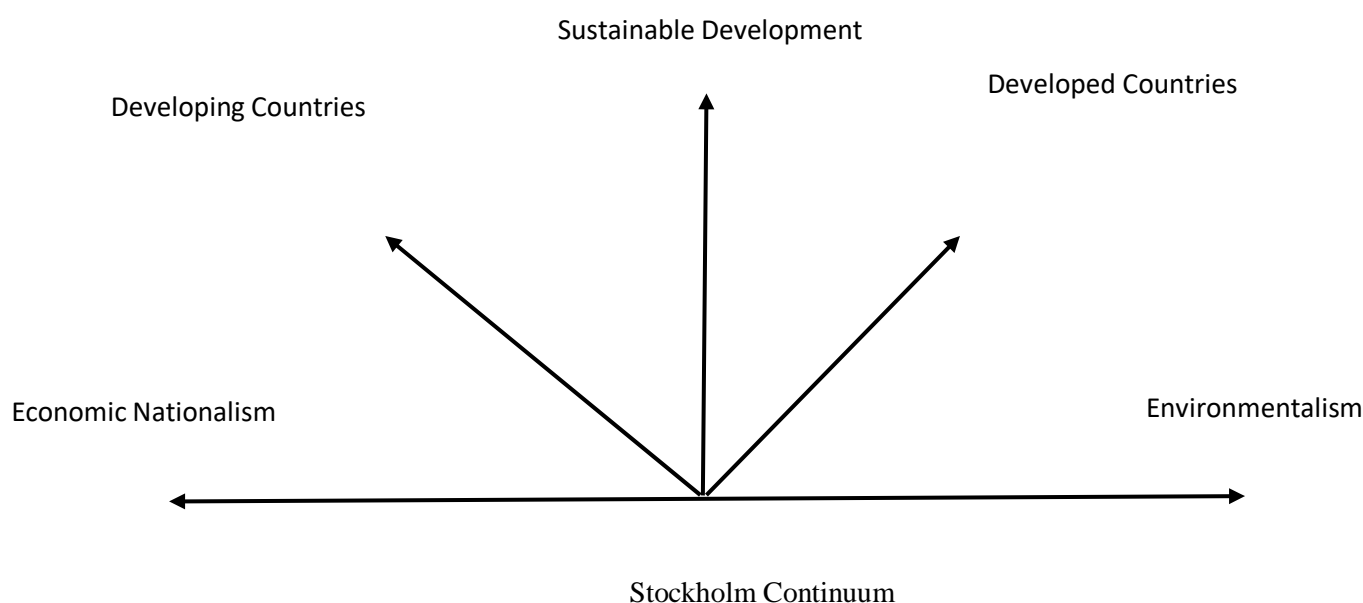 Sustainable Development
Developed Countries
Developing Countries
Economic Nationalism
Environmentalism
Stockholm Continuum